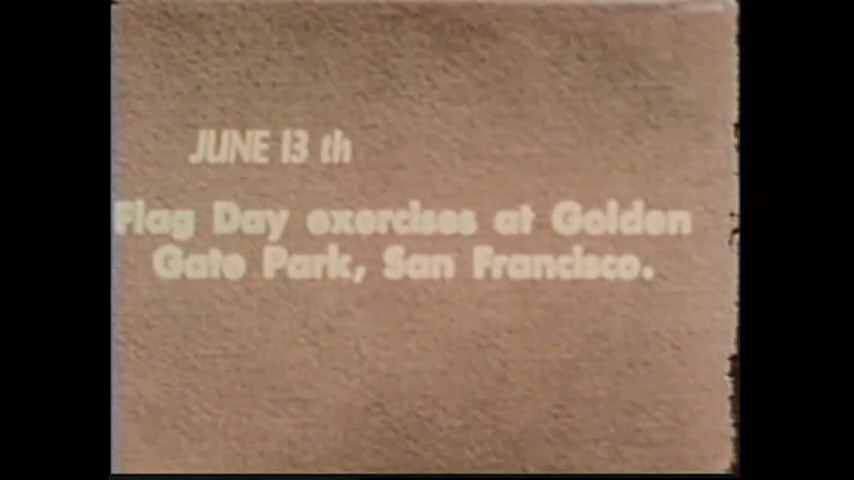 JUNE 13 th
Flag Day exercises at Golden
Gate Park, San Francisco.